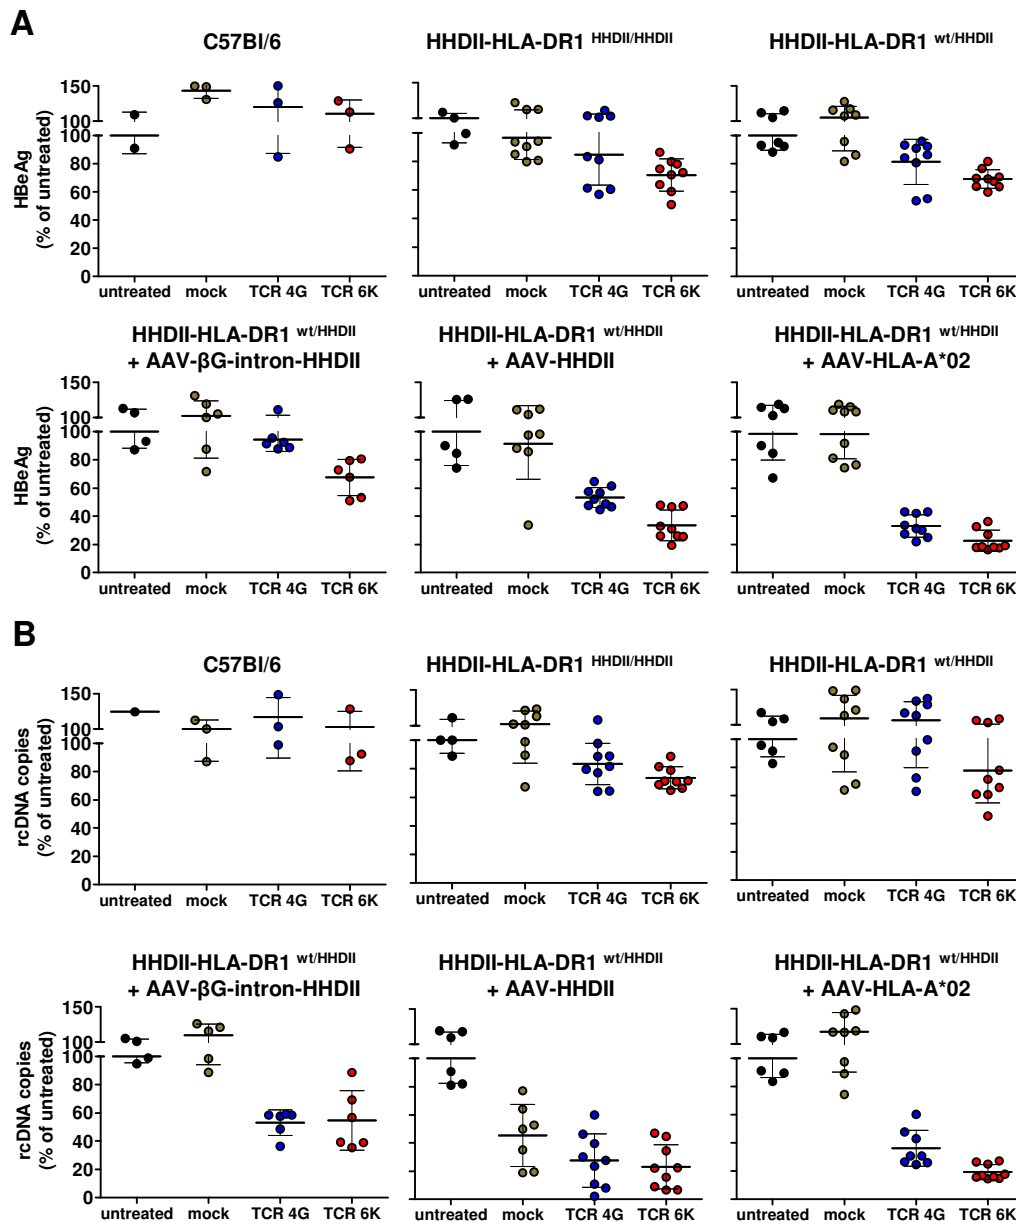 A
C57Bl/6
HHDII-HLA-DR1 HHDII/HHDII
HHDII-HLA-DR1 wt/HHDII
HBeAg
(% of untreated)
150
100
100
80
60
40
20
0
untreated mock TCR 4G TCR 6K
untreated mock TCR 4G TCR 6K
untreated mock TCR 4G TCR 6K
HHDII-HLA-DR1 wt/HHDII
+ AAV-βG-intron-HHDII
HHDII-HLA-DR1 wt/HHDII
+ AAV-HHDII
HHDII-HLA-DR1 wt/HHDII
+ AAV-HLA-A*02
HBeAg
(% of untreated)
150
100
100
80
60
40
20
0
untreated mock TCR 4G TCR 6K
untreated mock TCR 4G TCR 6K
untreated mock TCR 4G TCR 6K
B
C57Bl/6
HHDII-HLA-DR1 HHDII/HHDII
HHDII-HLA-DR1 wt/HHDII
rcDNA copies
(% of untreated)
150
100
100
80
60
40
20
0
untreated mock TCR 4G TCR 6K
untreated mock TCR 4G TCR 6K
untreated mock TCR 4G TCR 6K
HHDII-HLA-DR1 wt/HHDII
+ AAV-βG-intron-HHDII
HHDII-HLA-DR1 wt/HHDII
+ AAV-HHDII
HHDII-HLA-DR1 wt/HHDII
+ AAV-HLA-A*02
rcDNA copies
(% of untreated)
150
100
100
80
60
40
20
0
untreated mock TCR 4G TCR 6K
untreated mock TCR 4G TCR 6K
untreated mock TCR 4G TCR 6K